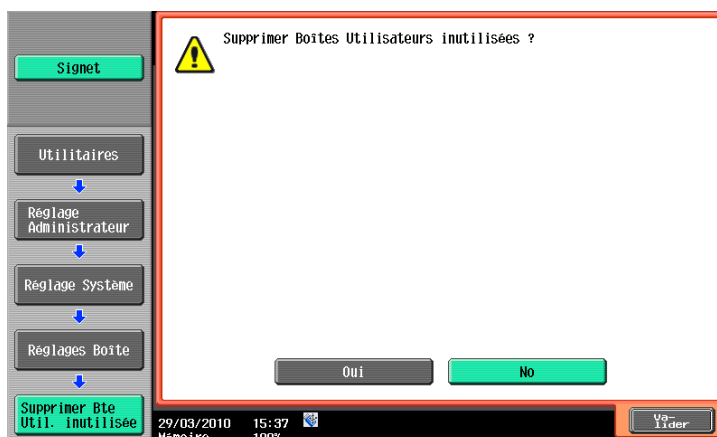 Supprimer Boîtes Utilisateurs inutilisées ?
Signet
Utilitaires
Réglage
Administrateur
Réglage Système
Réglages Boîte
Supprimer Bte
Util. inutilisée
Oui
No
29/03/2010 15:37
Mémoire 100%
Va-
lider